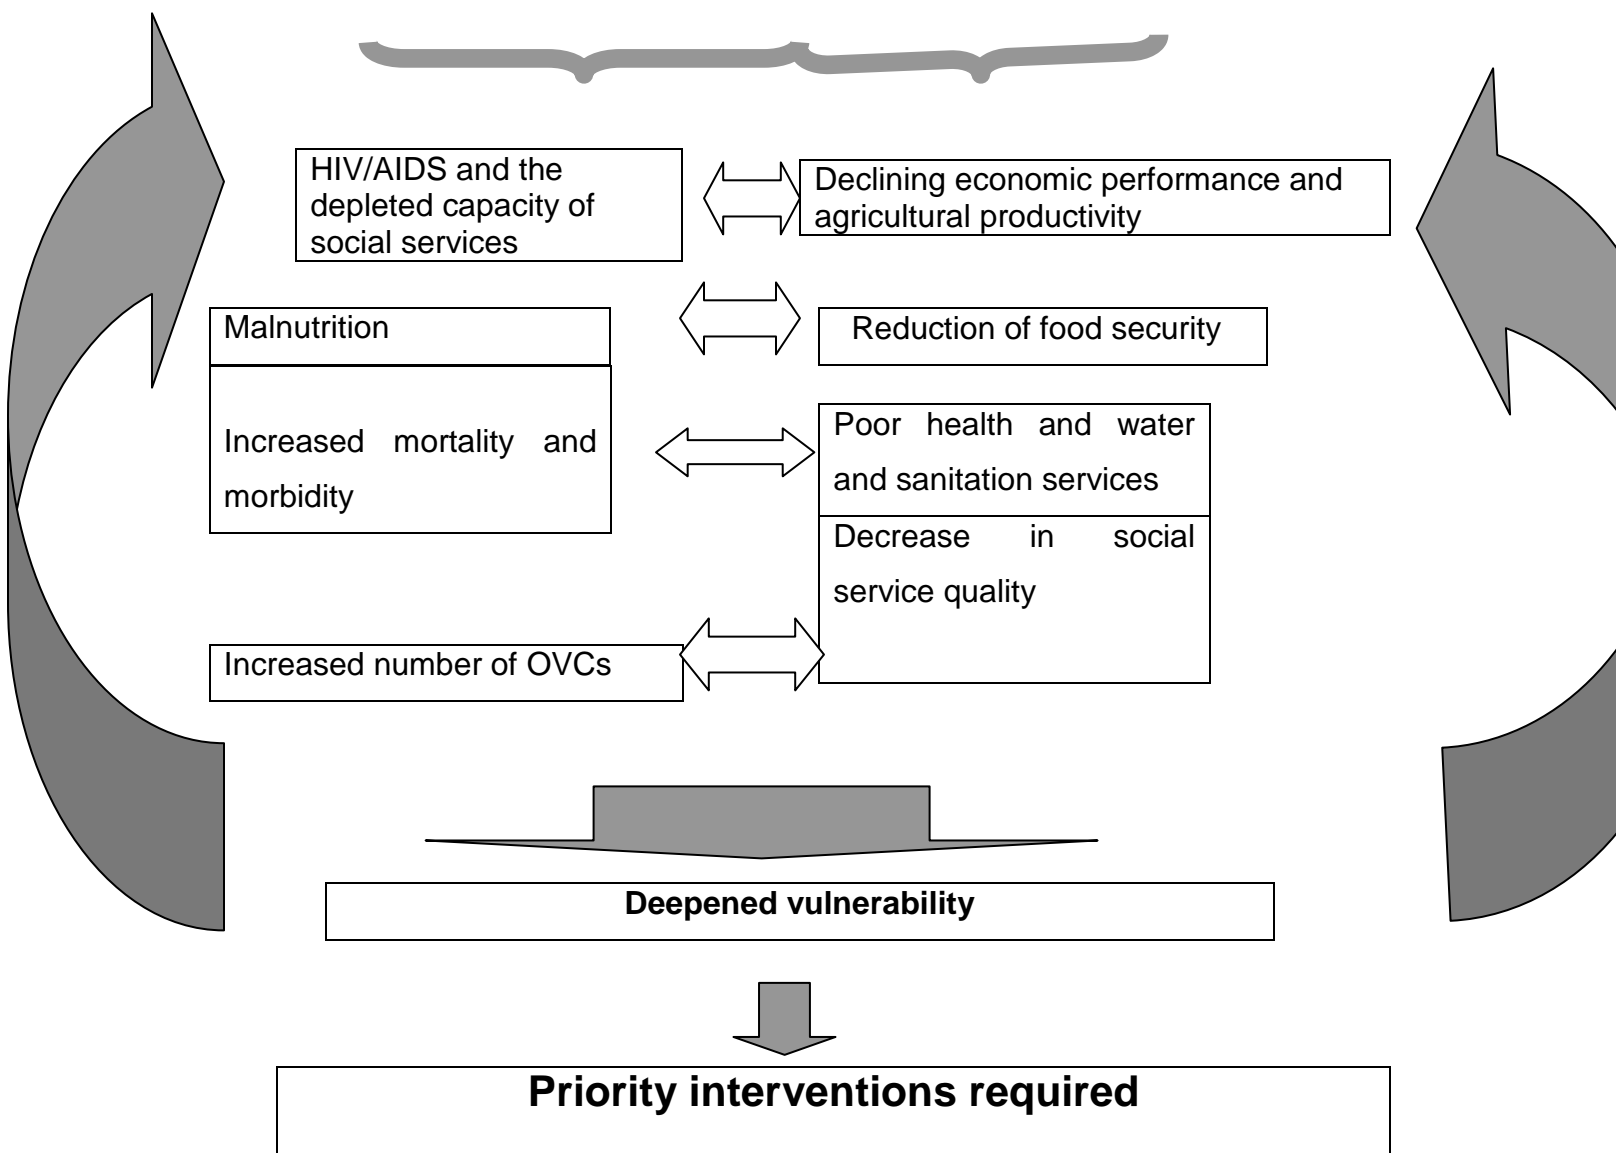 HIV/AIDS and the
depleted capacity of
social services
Declining economic performance and
agricultural productivity
Malnutrition
Reduction of food security
Increased mortality and
morbidity
Poor health and water
and sanitation services
Decrease in social
service quality
Increased number of OVCs
Deepened vulnerability
Priority interventions required